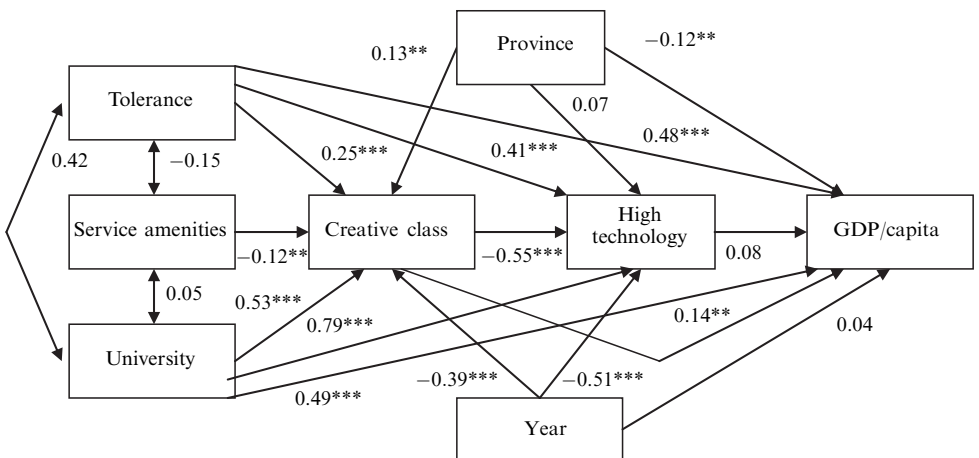 Province
−0.12**
0.13**
Tolerance
0.07
0.42
−0.15
0.25***
0.41***
0.48***
Service amenities
Creative class
High
technology
GDP/capita
−0.12**
−0.55***
0.08
0.05
0.53***
0.79***
0.14**
0.04
University
0.49***
−0.39***
−0.51***
Year